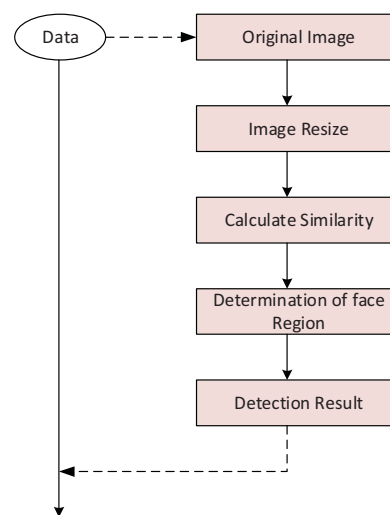 Data
Original Image
Image Resize
Calculate Similarity
Determination of face
Region
Detection Result